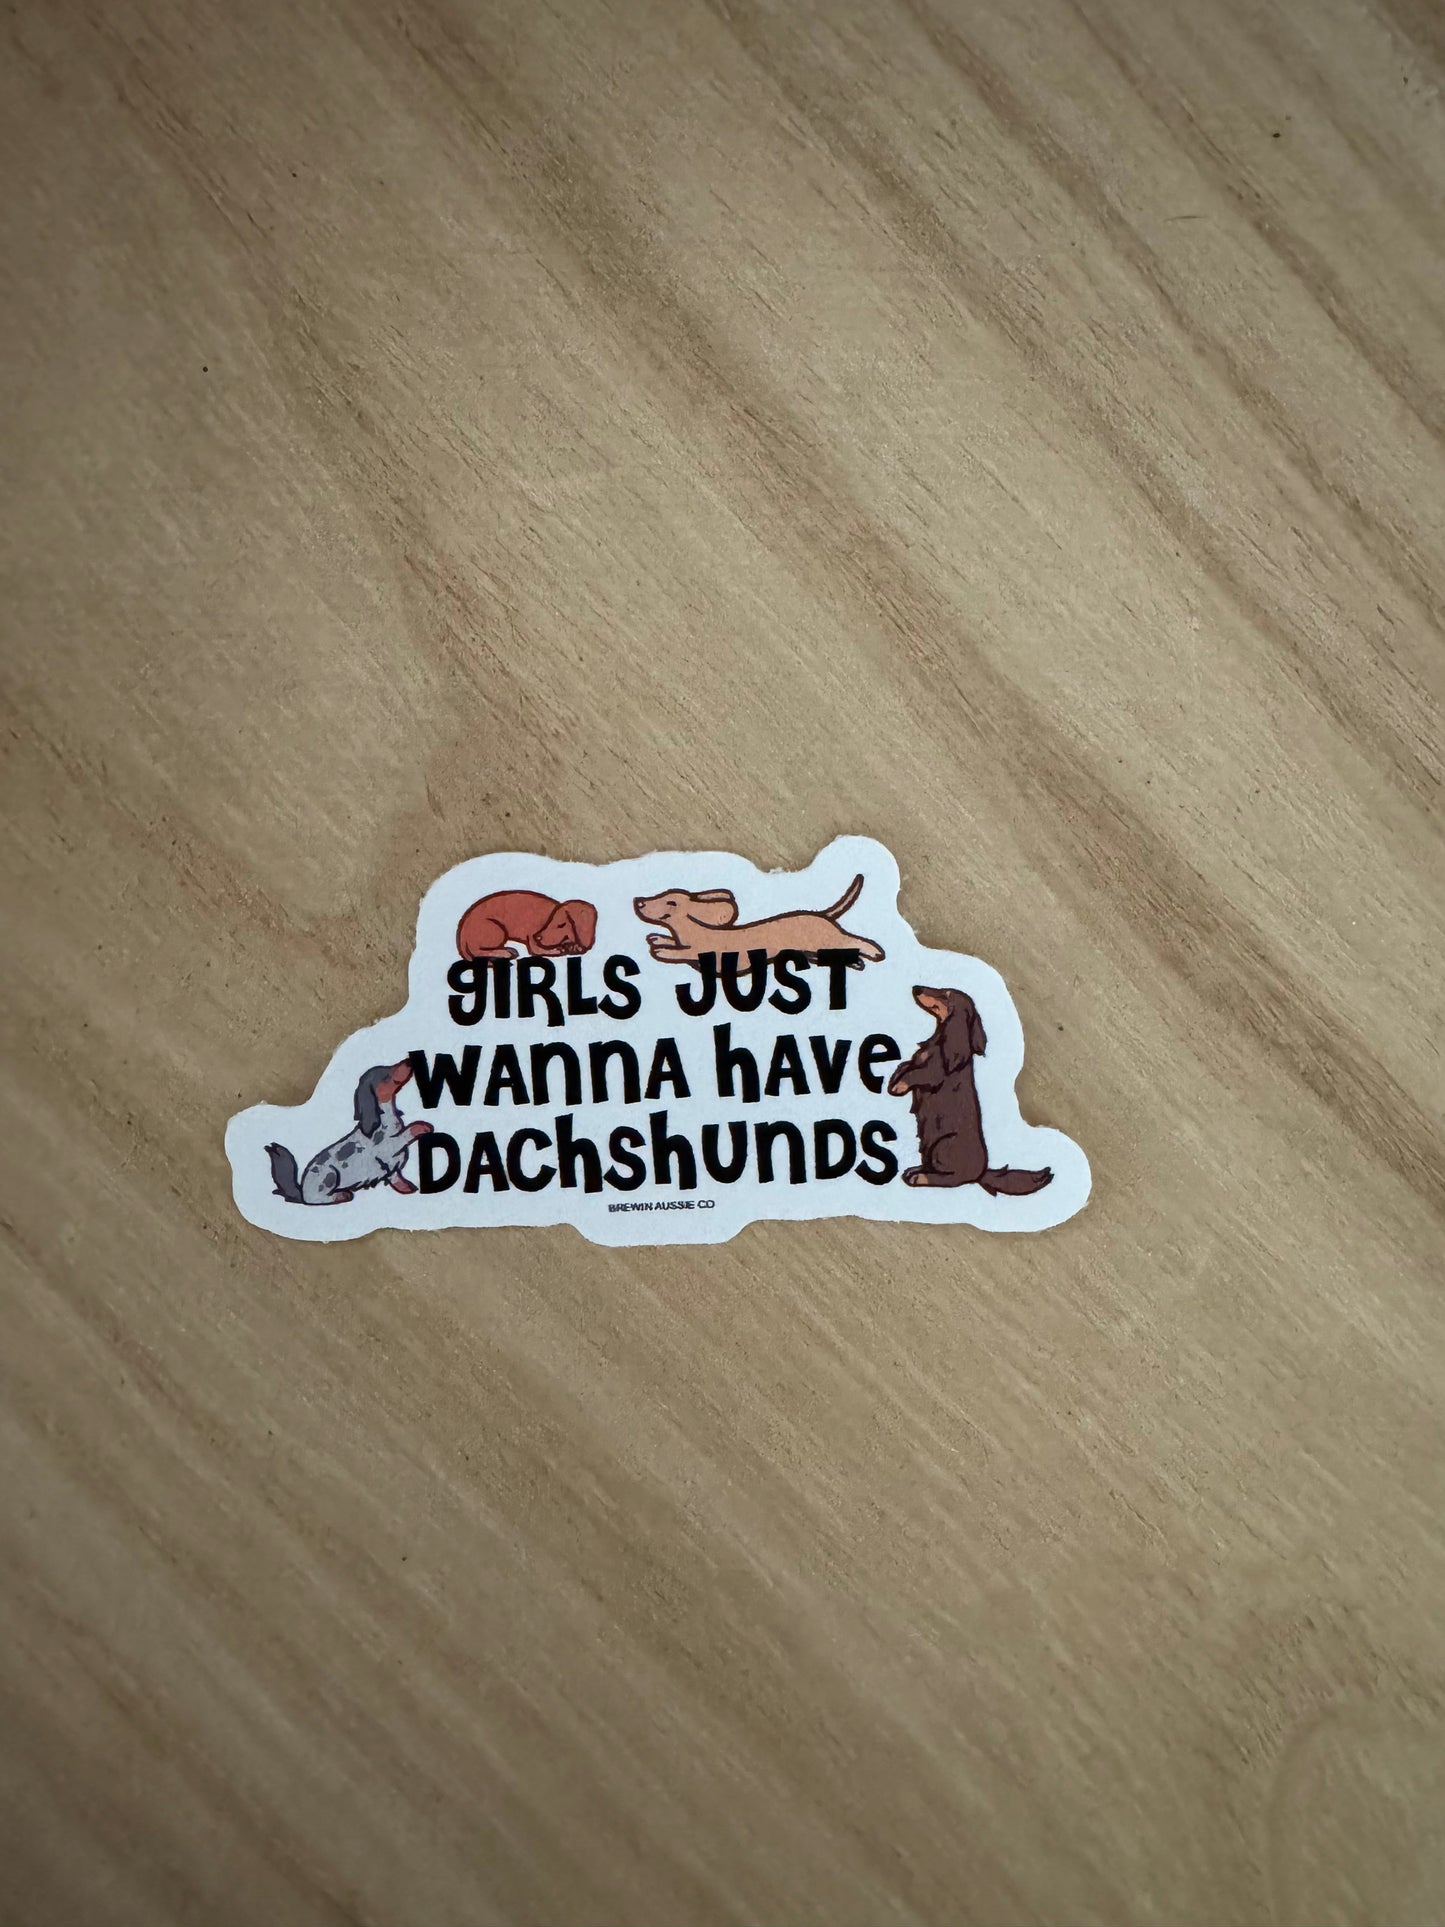 gIRLS JUST
WAnnA hAve
DAChshunDS
BREWIN AUSSIE CO